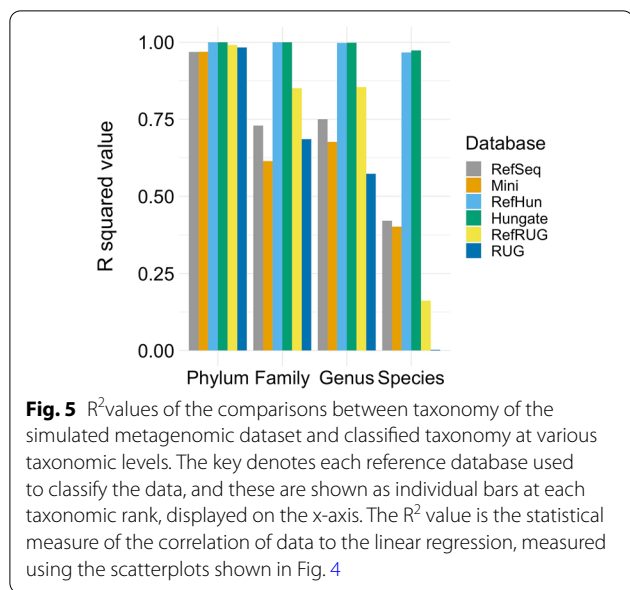 1.00
0.75
0.50
0.25
0.00
R squared value
Phylum Family Genus Species
Database
RefSeq
Mini
RefHun
Hungate
RefRUG
RUG
Fig. 5 R²values of the comparisons between taxonomy of the
simulated metagenomic dataset and classified taxonomy at various
taxonomic levels. The key denotes each reference database used
to classify the data, and these are shown as individual bars at each
taxonomic rank, displayed on the x-axis. The R² value is the statistical
measure of the correlation of data to the linear regression, measured
using the scatterplots shown in Fig. 4